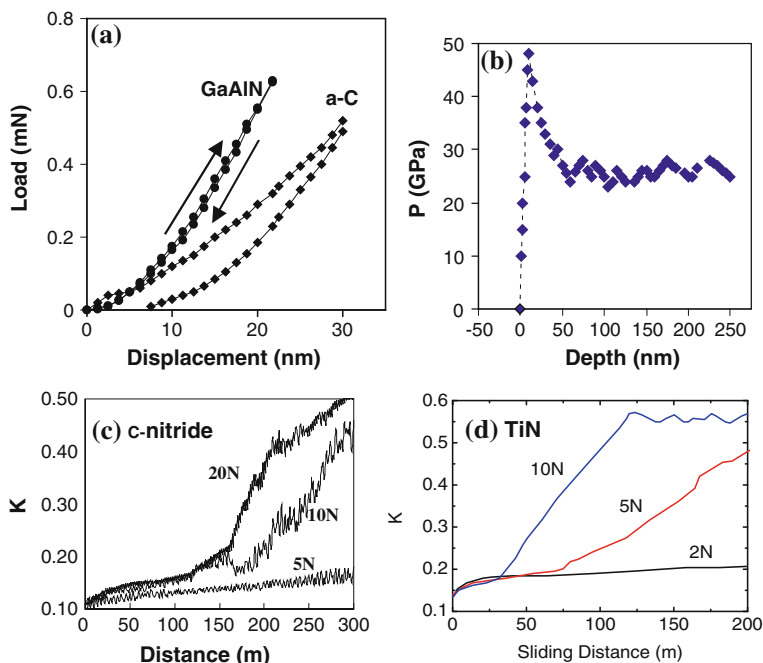 (a)
GaAlN
a-C
0.8
0.6
0.4
0.2
0
Load (mN)
0 10 20 30
Displacement (nm)
(b)
50
40
30
20
10
0
P (GPa)
-50 0 50 100 150 200 250
Depth (nm)
(c) c-nitride
20N
10N
5N
0.50
0.40
0.30
0.20
0.10
K
0 50 100 150 200 250 300
Distance (m)
(d) TiN
10N
5N
2N
0.6
0.5
0.4
0.3
0.2
0.1
K
0 50 100 150 200
Sliding Distance (m)